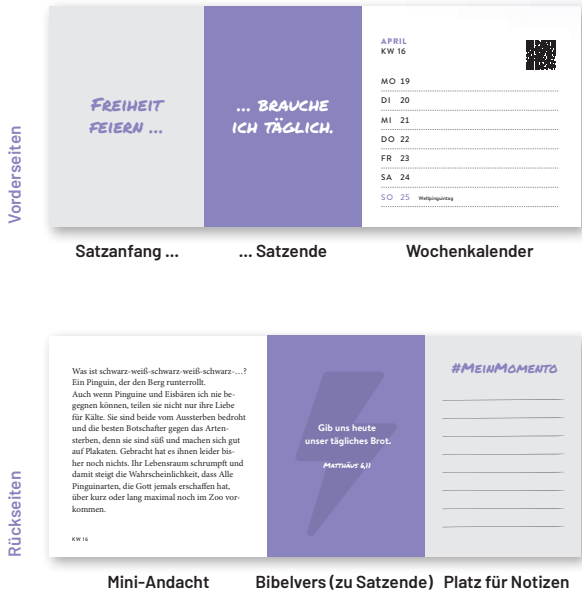 Vorderseiten
FREIHEIT
FEIERN ...
... BRAUCHE
ICH TÄGLICH.
APRIL
KW 16
MO 19
DI 20
MI 21
DO 22
FR 23
SA 24
SO 25 Weltpinguintag
Satzanfang ...
... Satzende
Wochenkalender
Rückseiten
Was ist schwarz-weiß-schwarz-weiß-schwarz-...?
Ein Pinguin, der den Berg runterrollt.
Auch wenn Pinguine und Eisbären ich nie be-
gegnen können, teilen sie nicht nur ihre Liebe
für Kälte. Sie sind beide vom Aussterben bedroht
und die besten Botschafter gegen das Arten-
sterben, denn sie sind süß und machen sich gut
auf Plakaten. Gebracht hat es ihnen leider bis-
her noch nichts. Ihr Lebensraum schrumpft und
damit steigt die Wahrscheinlichkeit, dass Alle
Pinguinarten, die Gott jemals erschaffen hat,
über kurz oder lang maximal noch im Zoo vor-
kommen.
KW 16
Gib uns heute
unser tägliches Brot.
MATTHÄUS 6,11
#MEINMOMENTO
Mini-Andacht
Bibelvers (zu Satzende)
Platz für Notizen